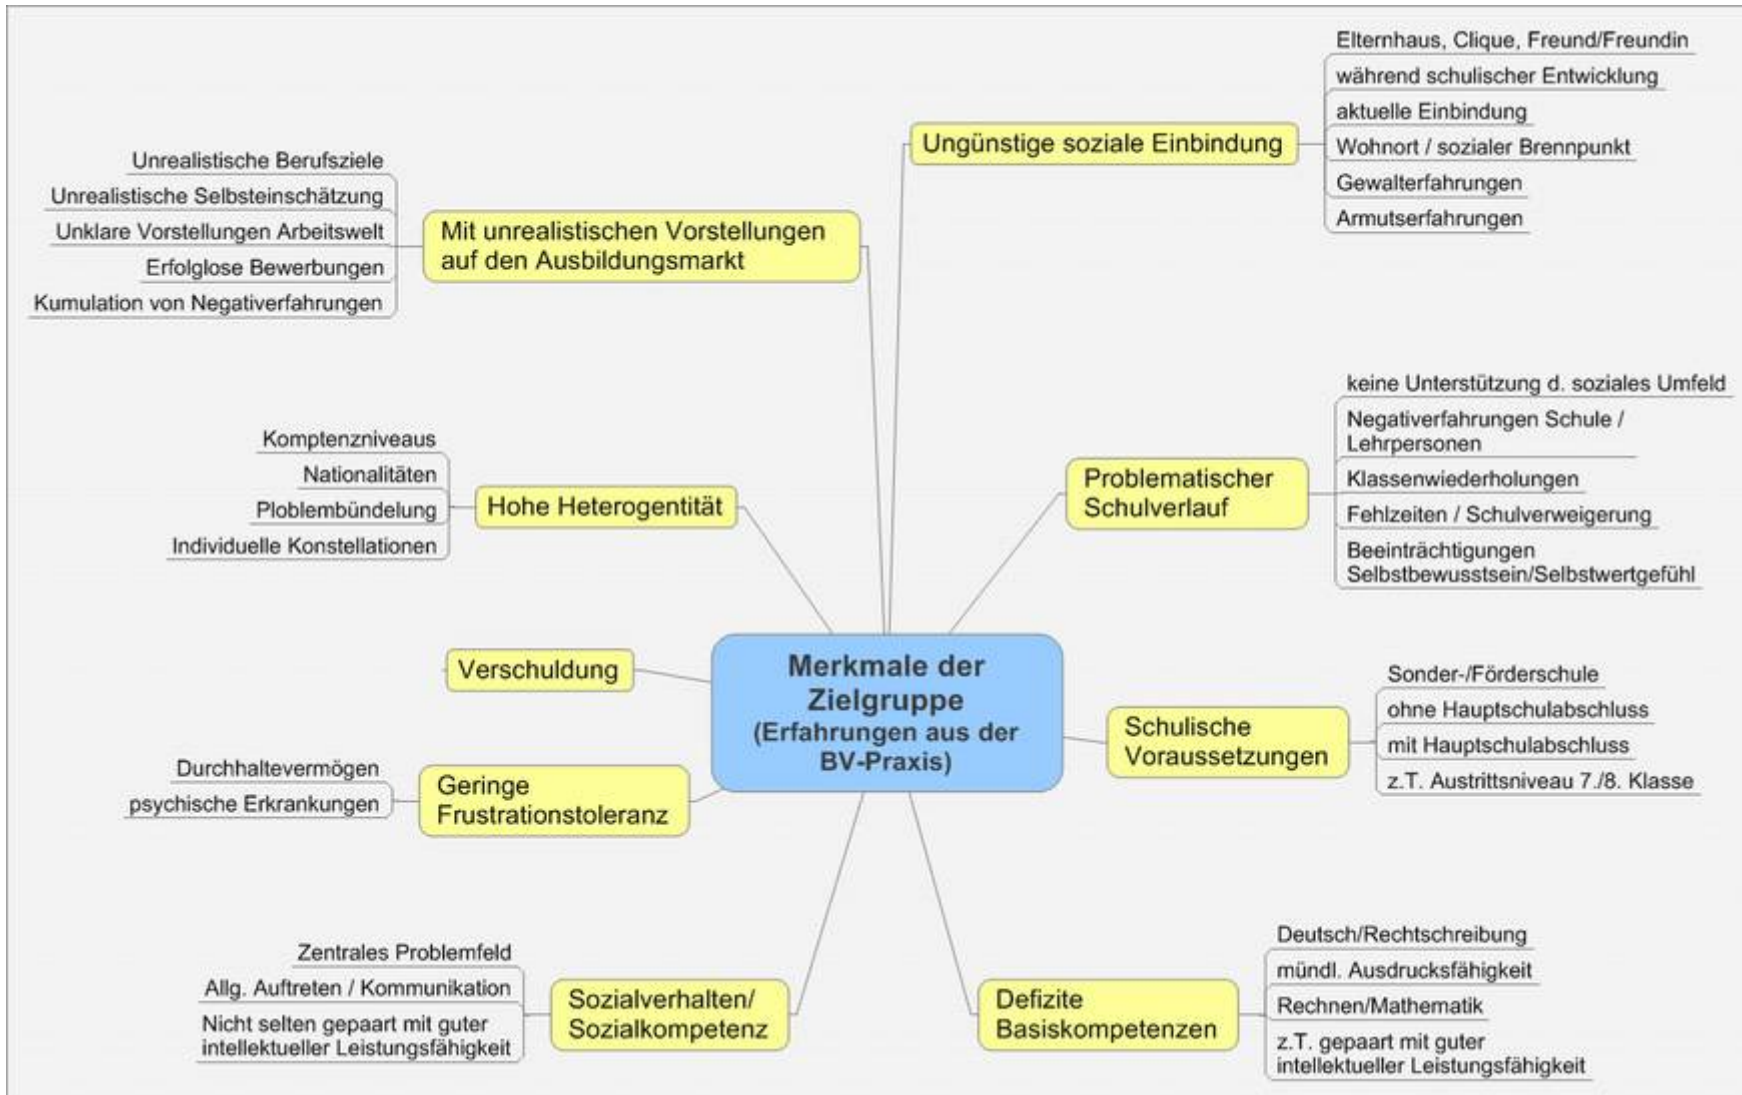 Merkmale der
Zielgruppe
(Erfahrungen aus der
BV-Praxis)
Ungünstige soziale Einbindung
Elternhaus, Clique, Freund/Freundin
während schulischer Entwicklung
aktuelle Einbindung
Wohnort / sozialer Brennpunkt
Gewalterfahrungen
Armutserfahrungen
Problematischer
Schulverlauf
keine Unterstützung d. soziales Umfeld
Negativerfahrungen Schule /
Lehrpersonen
Klassenwiederholungen
Fehlzeiten / Schulverweigerung
Beeinträchtigungen
Selbstbewusstsein/Selbstwertgefühl
Schulische
Voraussetzungen
Sonder-/Förderschule
ohne Hauptschulabschluss
mit Hauptschulabschluss
z.T. Austrittsniveau 7./8. Klasse
Defizite
Basiskompetenzen
Deutsch/Rechtschreibung
mündl. Ausdrucksfähigkeit
Rechnen/Mathematik
z.T. gepaart mit guter
intellektueller Leistungsfähigkeit
Sozialverhalten/
Sozialkompetenz
Zentrales Problemfeld
Allg. Auftreten / Kommunikation
Nicht selten gepaart mit guter
intellektueller Leistungsfähigkeit
Geringe
Frustrationstoleranz
Durchhaltevermögen
psychische Erkrankungen
Verschuldung
Hohe Heterogentität
Komptenzniveaus
Nationalitäten
Ploblembündelung
Individuelle Konstellationen
Mit unrealistischen Vorstellungen
auf den Ausbildungsmarkt
Unrealistische Berufsziele
Unrealistische Selbsteinschätzung
Unklare Vorstellungen Arbeitswelt
Erfolglose Bewerbungen
Kumulation von Negativerfahrungen